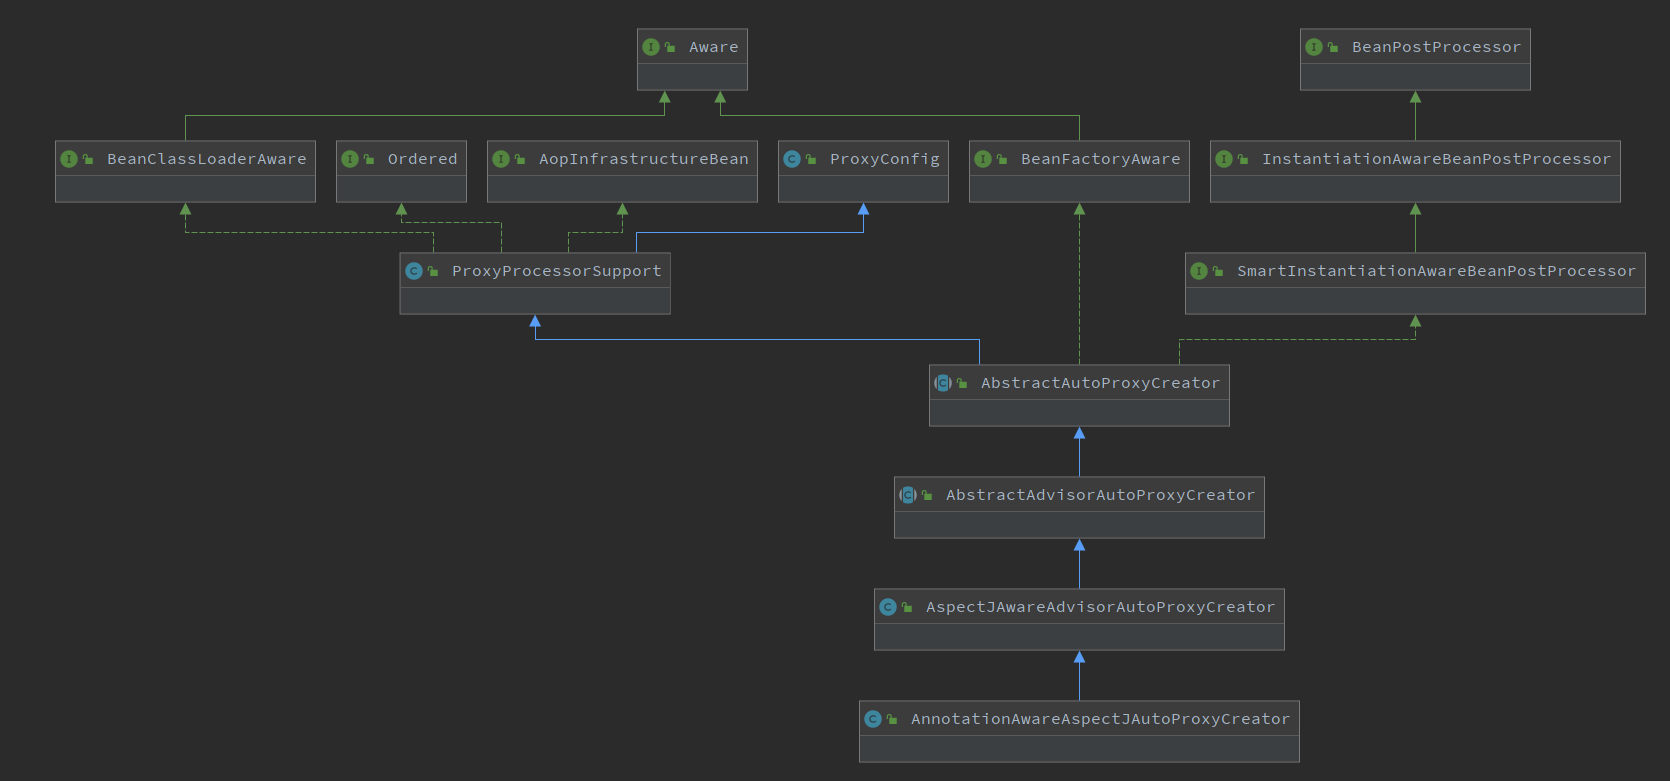 Aware
BeanPostProcessor
BeanClassLoaderAware
Ordered
AopInfrastructureBean
ProxyConfig
BeanFactoryAware
InstantiationAwareBeanPostProcessor
ProxyProcessorSupport
SmartInstantiationAwareBeanPostProcessor
AbstractAutoProxyCreator
AbstractAdvisorAutoProxyCreator
AspectJAwareAdvisorAutoProxyCreator
AnnotationAwareAspectJAutoProxyCreator